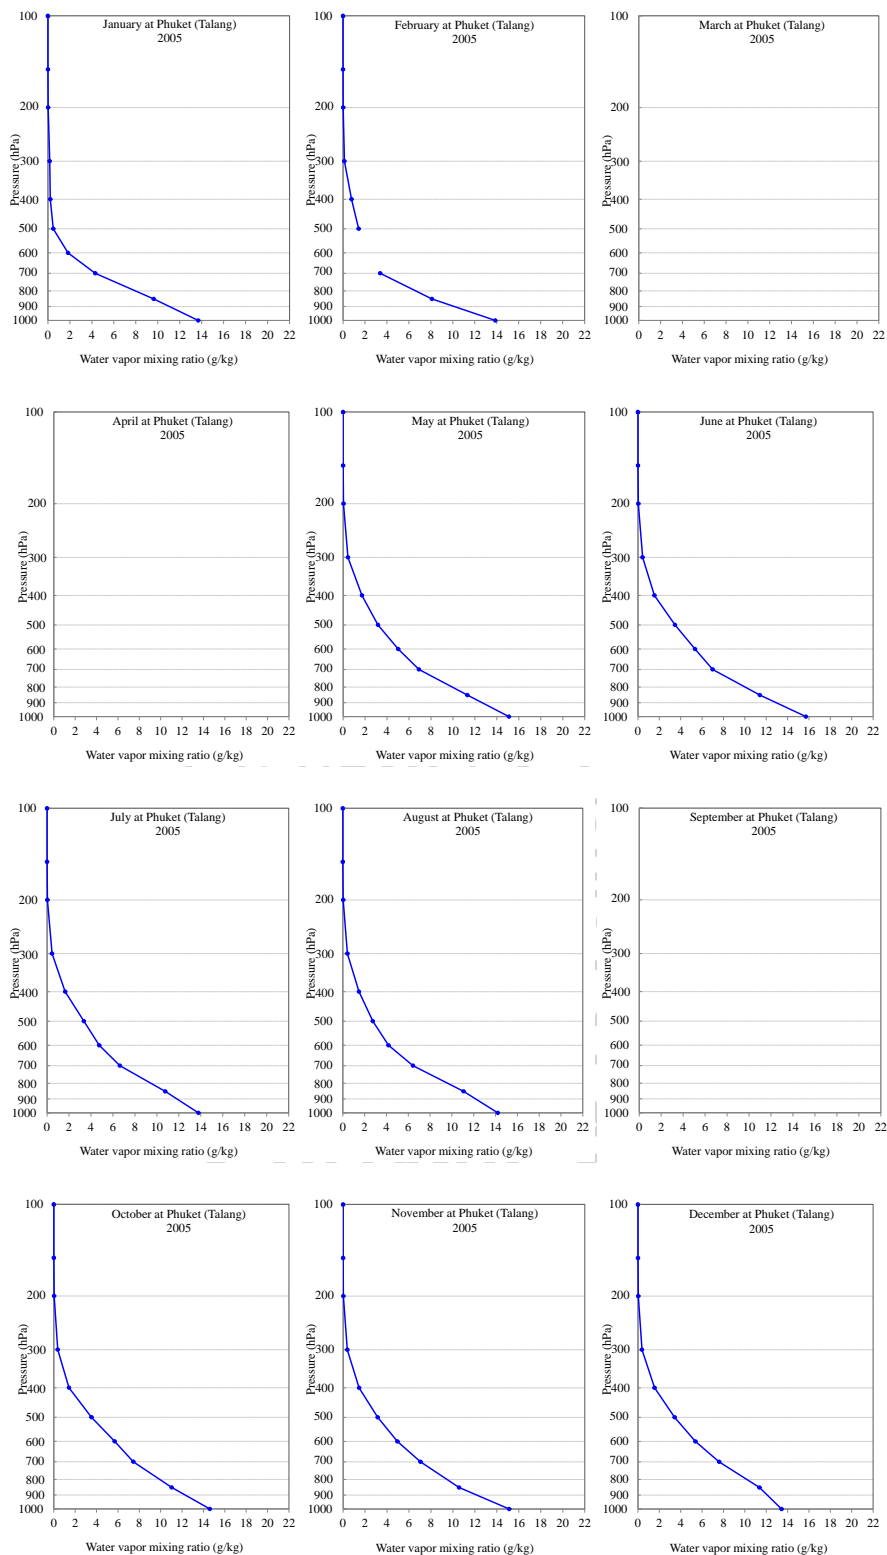 January at Phuket (Talang)
2005
100
200
300
400
500
600
700
800
900
1000
Pressure (hPa)
0 2 4 6 8 10 12 14 16 18 20 22
Water vapor mixing ratio (g/kg)
February at Phuket (Talang)
2005
100
200
300
400
500
600
700
800
900
1000
Pressure (hPa)
0 2 4 6 8 10 12 14 16 18 20 22
Water vapor mixing ratio (g/kg)
March at Phuket (Talang)
2005
100
200
300
400
500
600
700
800
900
1000
Pressure (hPa)
0 2 4 6 8 10 12 14 16 18 20 22
Water vapor mixing ratio (g/kg)
April at Phuket (Talang)
2005
100
200
300
400
500
600
700
800
900
1000
Pressure (hPa)
0 2 4 6 8 10 12 14 16 18 20 22
Water vapor mixing ratio (g/kg)
May at Phuket (Talang)
2005
100
200
300
400
500
600
700
800
900
1000
Pressure (hPa)
0 2 4 6 8 10 12 14 16 18 20 22
Water vapor mixing ratio (g/kg)
June at Phuket (Talang)
2005
100
200
300
400
500
600
700
800
900
1000
Pressure (hPa)
0 2 4 6 8 10 12 14 16 18 20 22
Water vapor mixing ratio (g/kg)
July at Phuket (Talang)
2005
100
200
300
400
500
600
700
800
900
1000
Pressure (hPa)
0 2 4 6 8 10 12 14 16 18 20 22
Water vapor mixing ratio (g/kg)
August at Phuket (Talang)
2005
100
200
300
400
500
600
700
800
900
1000
Pressure (hPa)
0 2 4 6 8 10 12 14 16 18 20 22
Water vapor mixing ratio (g/kg)
September at Phuket (Talang)
2005
100
200
300
400
500
600
700
800
900
1000
Pressure (hPa)
0 2 4 6 8 10 12 14 16 18 20 22
Water vapor mixing ratio (g/kg)
October at Phuket (Talang)
2005
100
200
300
400
500
600
700
800
900
1000
Pressure (hPa)
0 2 4 6 8 10 12 14 16 18 20 22
Water vapor mixing ratio (g/kg)
November at Phuket (Talang)
2005
100
200
300
400
500
600
700
800
900
1000
Pressure (hPa)
0 2 4 6 8 10 12 14 16 18 20 22
Water vapor mixing ratio (g/kg)
December at Phuket (Talang)
2005
100
200
300
400
500
600
700
800
900
1000
Pressure (hPa)
0 2 4 6 8 10 12 14 16 18 20 22
Water vapor mixing ratio (g/kg)